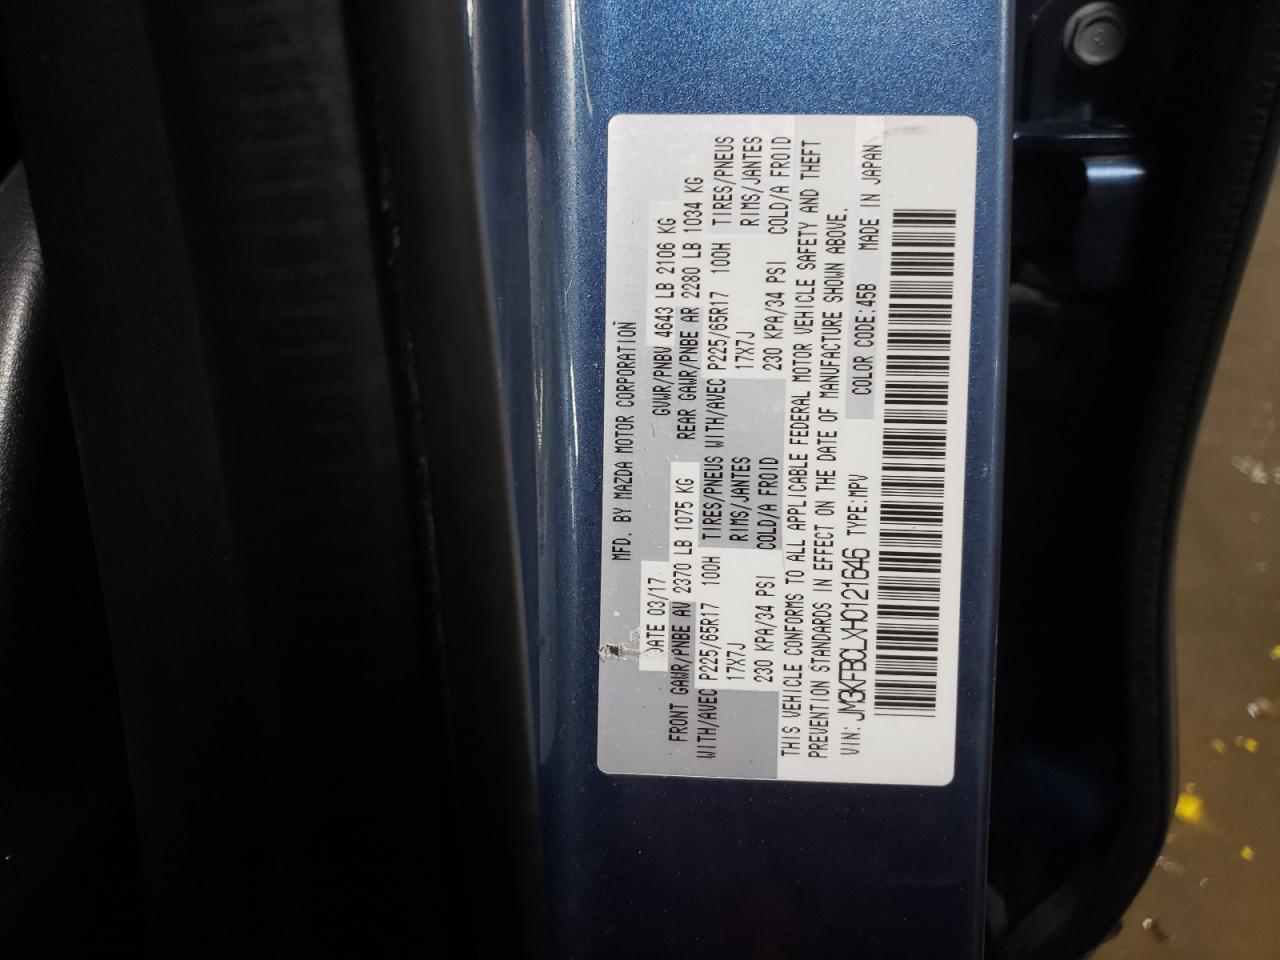 MFD. BY MAZDA MOTOR CORPORATION
DATE 03/17 GVWR/PNBV 4643 LB 2106 KG
FRONT GAWR/PNBE AV 2370 LB 1075 KG REAR GAWR/PNBE AR 2280 LB 1034 KG
WITH/AVEC P225/65R17 100H TIRES/PNEUS WITH/AVEC P225/65R17 100H TIRES/PNEUS
17X7J RIMS/JANTES 17X7J RIMS/JANTES
230 KPA/34 PSI COLD/A FROID 230 KPA/34 PSI COLD/A FROID
THIS VEHICLE CONFORMS TO ALL APPLICABLE FEDERAL MOTOR VEHICLE SAFETY AND THEFT
PREVENTION STANDARDS IN EFFECT ON THE DATE OF MANUFACTURE SHOWN ABOVE.
VIN: JM3KFBCLXH0121646 TYPE:MPV COLOR CODE:45B MADE IN JAPAN